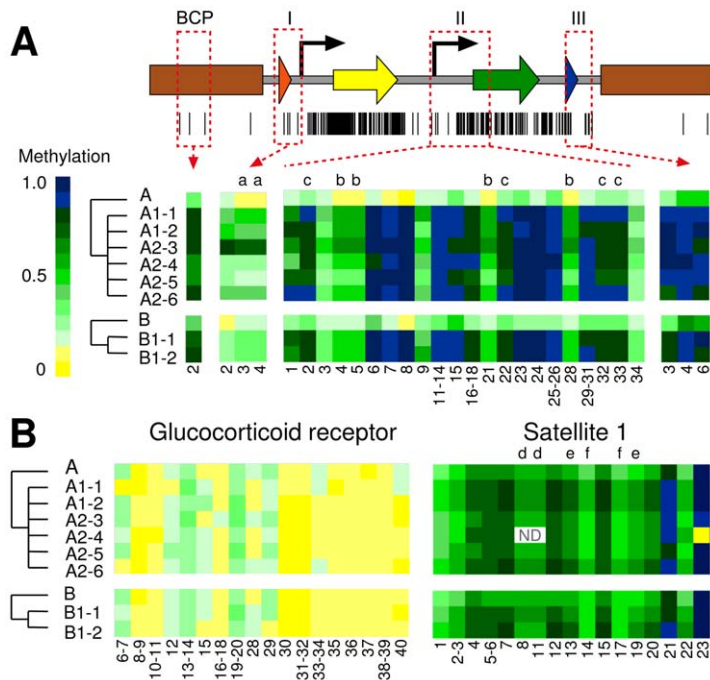 BCP I II III
A
Methylation
1.0
0.5
0
a a c b b b c b c c
A
A1-1
A1-2
A2-3
A2-4
A2-5
A2-6
B
B1-1
B1-2
2 2 3 4 1 2 3 4 5 6 7 8 9 11-14 15 16-18 21 22 23 24 25-26 28 29-31 32 33 34 3 4 6
B
Glucocorticoid receptor Satellite 1
d d e f f e
A
A1-1
A1-2
A2-3
A2-4 ND
A2-5
A2-6
B
B1-1
B1-2
6-7 8-9 10-11 12 13-14 15 16-18 19-20 28 29 30 31-32 33-34 35 36 37 38-39 40 1 2-3 4 5-6 7 8 11 12 13 14 15 17 19 20 21 22 23